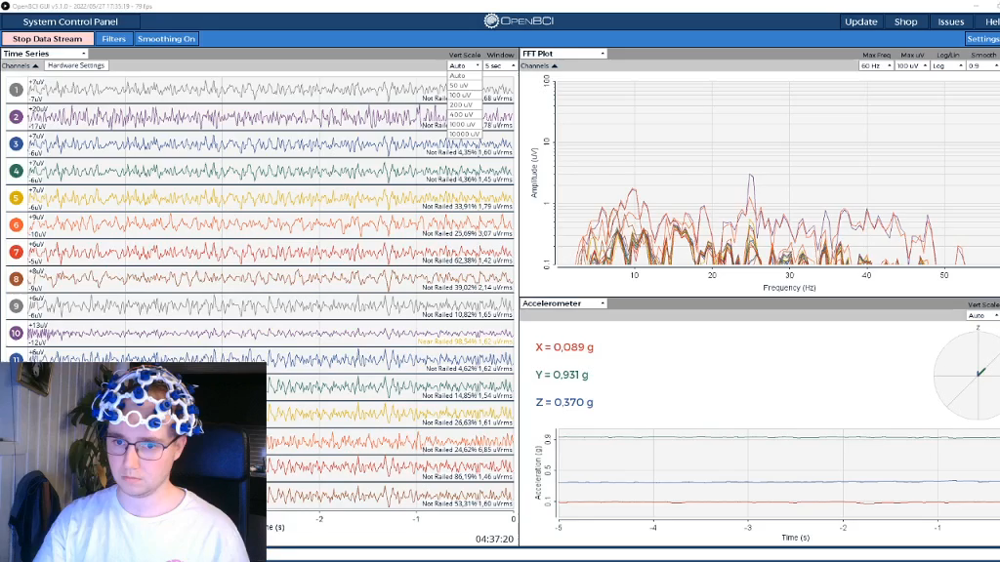 OpenBCI GUI v5.1.0 - 2022/05/27 17:35:19 - 79 fps
System Control Panel
OPENBCI
Update
Shop
Issues
Hel
Stop Data Stream
Filters
Smoothing On
Settings
Time Series
Vert Scale
Window
Channels
Hardware Settings
Auto
5 sec
Auto
50 uV
100 uV
200 uV
400 uV
1000 uV
10000 uV
1
+7uV
-7uV
Not Raile
,68 uVrms
2
+20uV
-17uV
Not Raile
78 uVrms
3
+7uV
-6uV
Not Railed 4,35% 1,60 uVrms
4
+7uV
-6uV
Not Railed 4,36% 1,45 uVrms
5
+7uV
-6uV
Not Railed 33,91% 1,79 uVrms
6
+9uV
-10uV
Not Railed 25,69% 3,07 uVrms
7
+6uV
-5uV
Not Railed 62,38% 1,42 uVrms
8
+8uV
-9uV
Not Railed 39,02% 2,14 uVrms
9
+6uV
-6uV
Not Railed 10,82% 1,65 uVrms
10
+13uV
-12uV
Near Railed 98,54% 1,62 uVrms
11
+6uV
Not Railed 4,62% 1,62 uVrms
Not Railed 14,85% 1,54 uVrms
Not Railed 26,63% 1,61 uVrms
Not Railed 24,62% 6,85 uVrms
Not Railed 86,19% 1,46 uVrms
Not Railed 53,31% 1,60 uVrms
-2
-1
0
ne (s)
04:37:20
FFT Plot
Max Freq
Max uV
Log/Lin
Smooth
Channels
60 Hz
100 uV
Log
0.9
100
10
1
0.1
Amplitude (uV)
10
20
30
40
50
Frequency (Hz)
Accelerometer
Vert Scale
Auto
X = 0,089 g
Y = 0,931 g
Z = 0,370 g
z
0.9
0.5
0.1
Acceleration (g)
-5
-4
-3
-2
-1
Time (s)